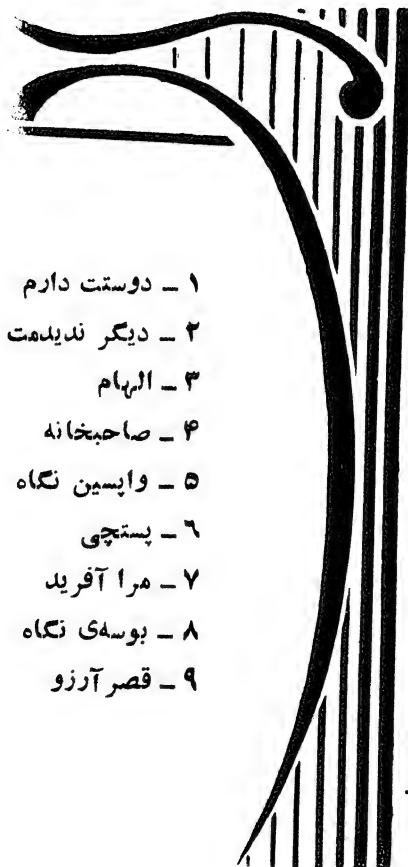 ۱ ـ دوستت دارم
۲ ـ دیگر ندیدمت
۳ ـ الهام
۴ ـ صاحبخانه
۵ ـ واپسین نگاه
۶ ـ پستچی
۷ ـ مرا آفرید
۸ ـ بوسه‌ی نگاه
۹ ـ قصر آرزو